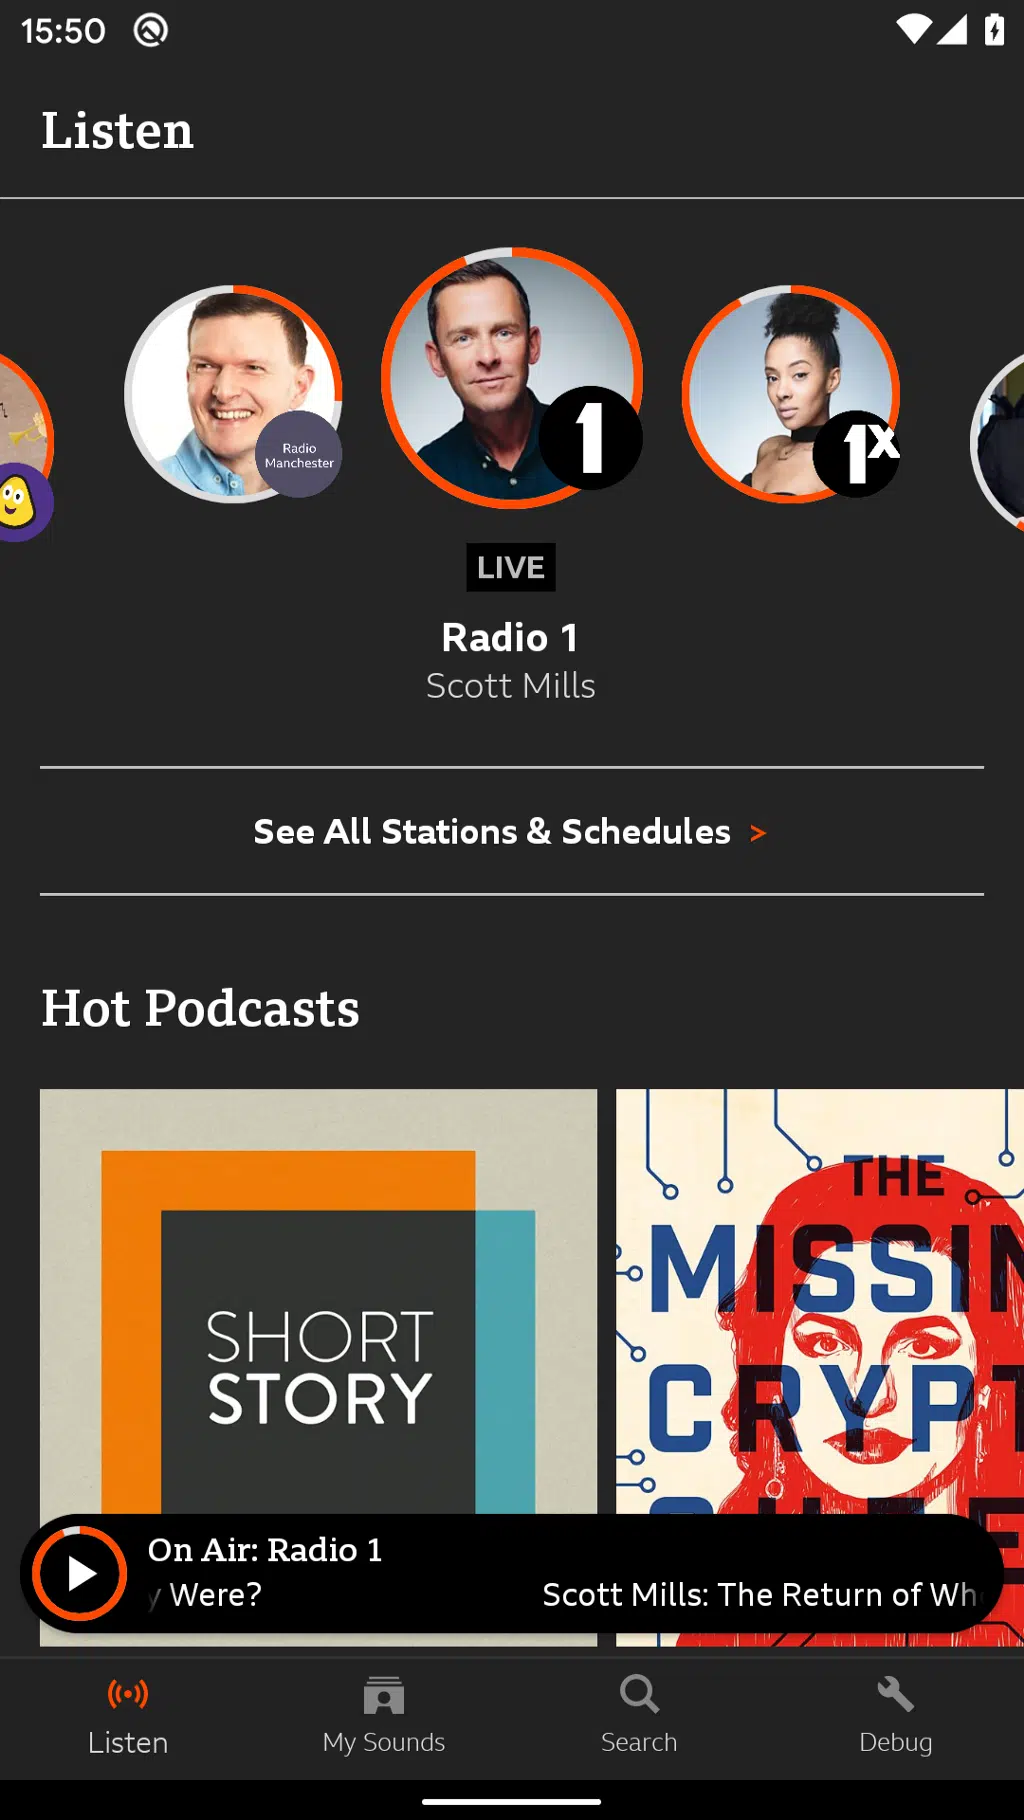 15:50
Listen
Radio
Manchester
1
1X
LIVE
Radio 1
Scott Mills
See All Stations & Schedules >
Hot Podcasts
SHORT
STORY
THE
MISSIN
CRYPT
On Air: Radio 1
y Were?
Scott Mills: The Return of Wh
Listen
My Sounds
Search
Debug